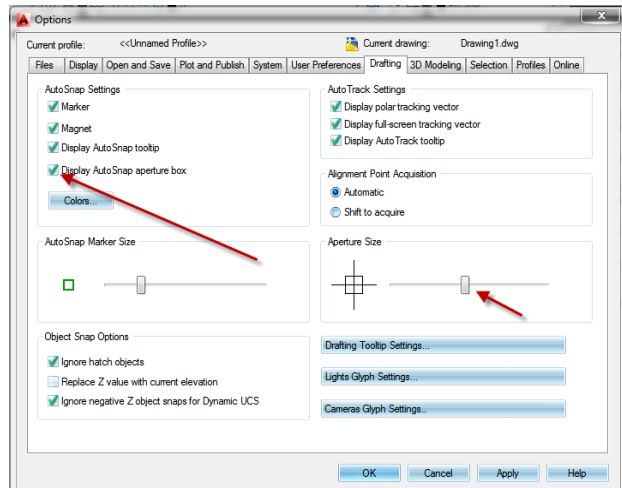 Options
Current profile: <<Unnamed Profile>> Current drawing: Drawing1.dwg
Files Display Open and Save Plot and Publish System User Preferences Drafting 3D Modeling Selection Profiles Online
AutoSnap Settings
Marker
Magnet
Display AutoSnap tooltip
Display AutoSnap aperture box
Colors...
AutoTrack Settings
Display polar tracking vector
Display full-screen tracking vector
Display AutoTrack tooltip
Alignment Point Acquisition
Automatic
Shift to acquire
AutoSnap Marker Size
Aperture Size
Object Snap Options
Ignore hatch objects
Replace Z value with current elevation
Ignore negative Z object snaps for Dynamic UCS
Drafting Tooltip Settings...
Lights Glyph Settings...
Cameras Glyph Settings...
OK Cancel Apply Help